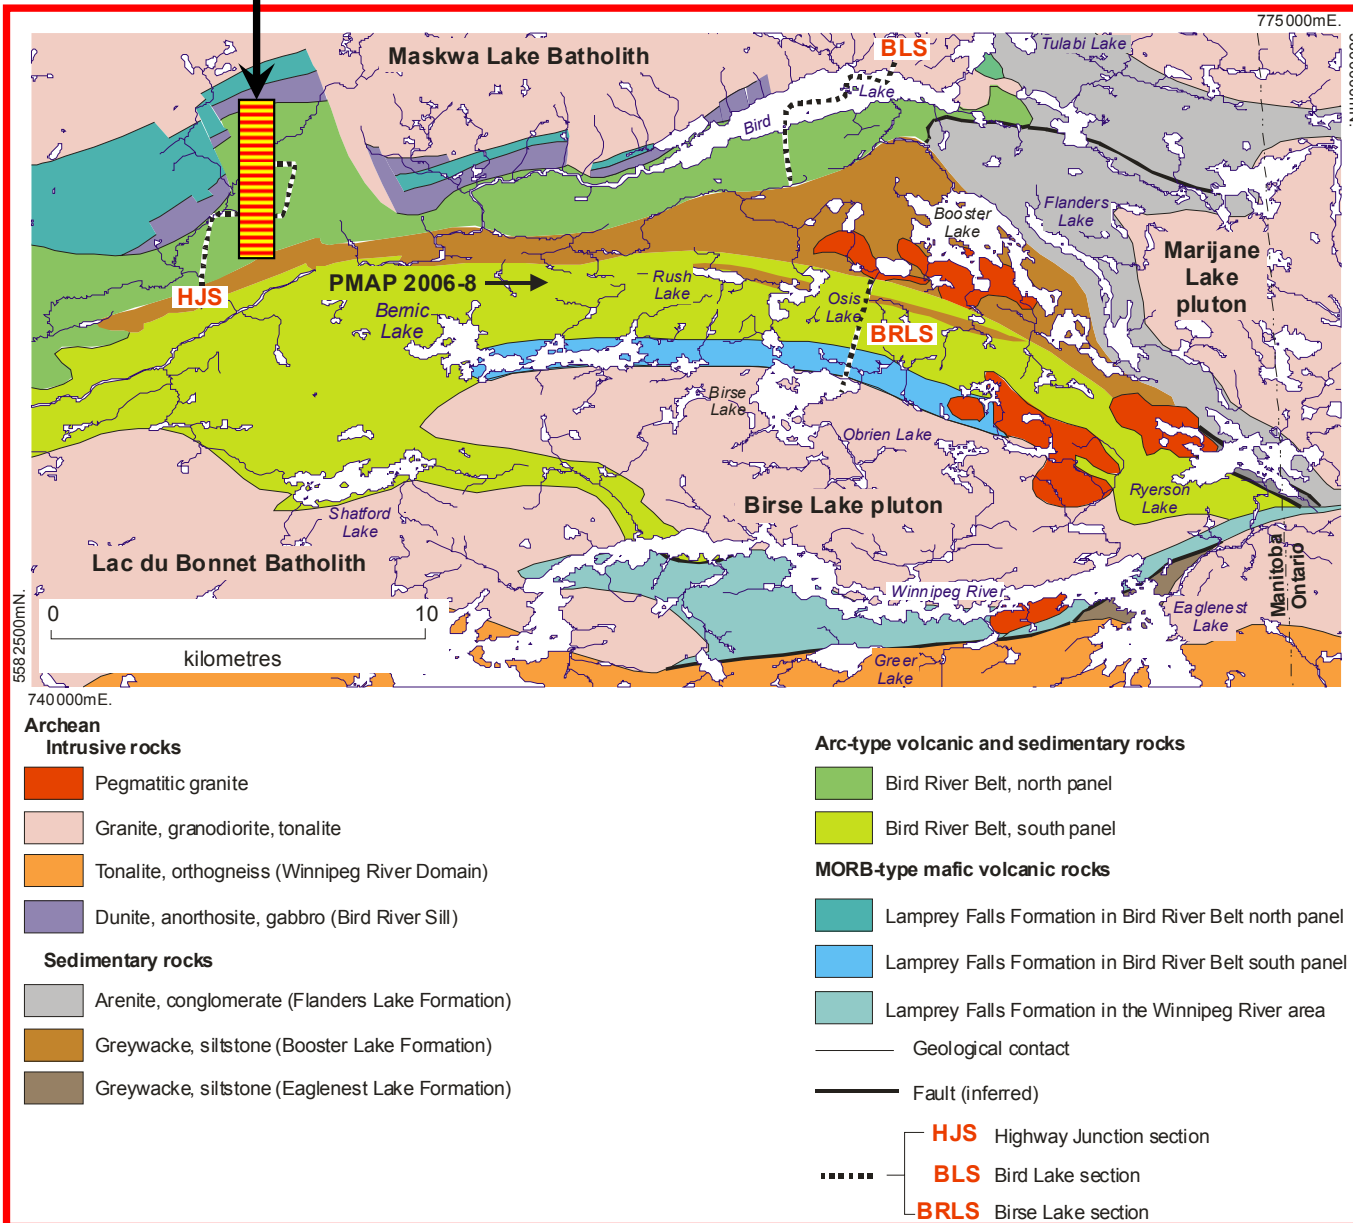 775000mE.
Tulabi Lake
BLS
Maskwa Lake Batholith
Lake
Bird
Flanders
Lake
Booster
Lake
Marijane
Lake
pluton
PMAP 2006-8
Rush
Lake
HJS
Bernic
Lake
Osis
Lake
BRLS
Birse
Lake
Obrien Lake
Birse Lake pluton
Ryerson
Lake
Shatford
Lake
Lac du Bonnet Batholith
Winnipeg River
Manitoba
Ontario
Eaglenest
Lake
Greer
Lake
0 10
kilometres
5582500mN.
740000mE.
Archean
Intrusive rocks
Pegmatitic granite
Granite, granodiorite, tonalite
Tonalite, orthogneiss (Winnipeg River Domain)
Dunite, anorthosite, gabbro (Bird River Sill)
Sedimentary rocks
Arenite, conglomerate (Flanders Lake Formation)
Greywacke, siltstone (Booster Lake Formation)
Greywacke, siltstone (Eaglenest Lake Formation)
Arc-type volcanic and sedimentary rocks
Bird River Belt, north panel
Bird River Belt, south panel
MORB-type mafic volcanic rocks
Lamprey Falls Formation in Bird River Belt north panel
Lamprey Falls Formation in Bird River Belt south panel
Lamprey Falls Formation in the Winnipeg River area
Geological contact
Fault (inferred)
HJS Highway Junction section
BLS Bird Lake section
BRLS Birse Lake section